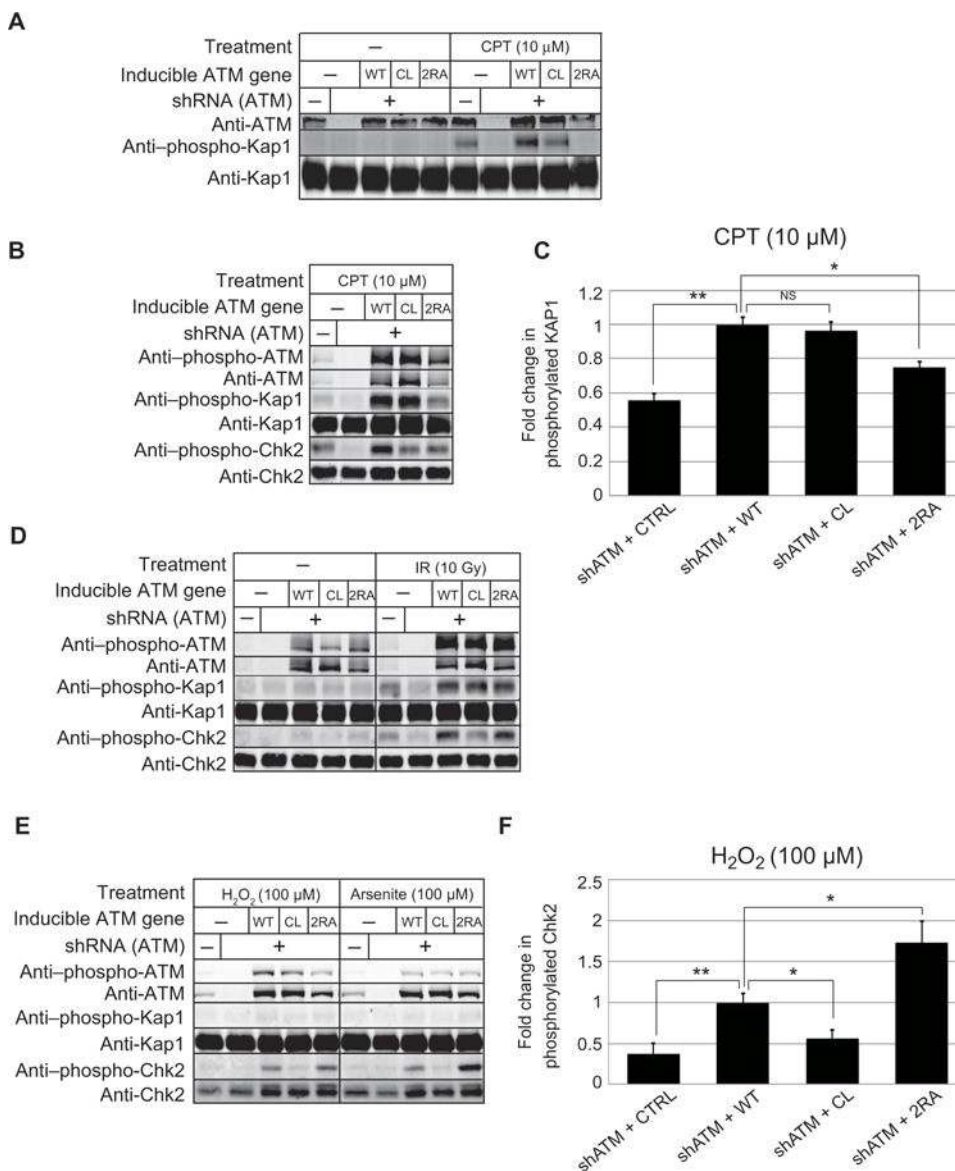 A
Treatment
–
CPT (10 µM)
Inducible ATM gene
–
WT
CL
2RA
–
WT
CL
2RA
shRNA (ATM)
–
+
–
+
Anti-ATM
Anti–phospho-Kap1
Anti-Kap1
B
Treatment
CPT (10 µM)
Inducible ATM gene
–
WT
CL
2RA
shRNA (ATM)
–
+
Anti–phospho-ATM
Anti-ATM
Anti–phospho-Kap1
Anti-Kap1
Anti–phospho-Chk2
Anti-Chk2
C
CPT (10 µM)
Fold change in
phosphorylated KAP1
1.2
1
0.8
0.6
0.4
0.2
0
**
NS
*
shATM + CTRL
shATM + WT
shATM + CL
shATM + 2RA
D
Treatment
–
IR (10 Gy)
Inducible ATM gene
–
WT
CL
2RA
–
WT
CL
2RA
shRNA (ATM)
–
+
–
+
Anti–phospho-ATM
Anti-ATM
Anti–phospho-Kap1
Anti-Kap1
Anti–phospho-Chk2
Anti-Chk2
E
Treatment
H₂O₂ (100 µM)
Arsenite (100 µM)
Inducible ATM gene
–
WT
CL
2RA
–
WT
CL
2RA
shRNA (ATM)
–
+
–
+
Anti–phospho-ATM
Anti-ATM
Anti–phospho-Kap1
Anti-Kap1
Anti–phospho-Chk2
Anti-Chk2
F
H₂O₂ (100 µM)
Fold change in
phosphorylated Chk2
2.5
2
1.5
1
0.5
0
**
*
*
shATM + CTRL
shATM + WT
shATM + CL
shATM + 2RA